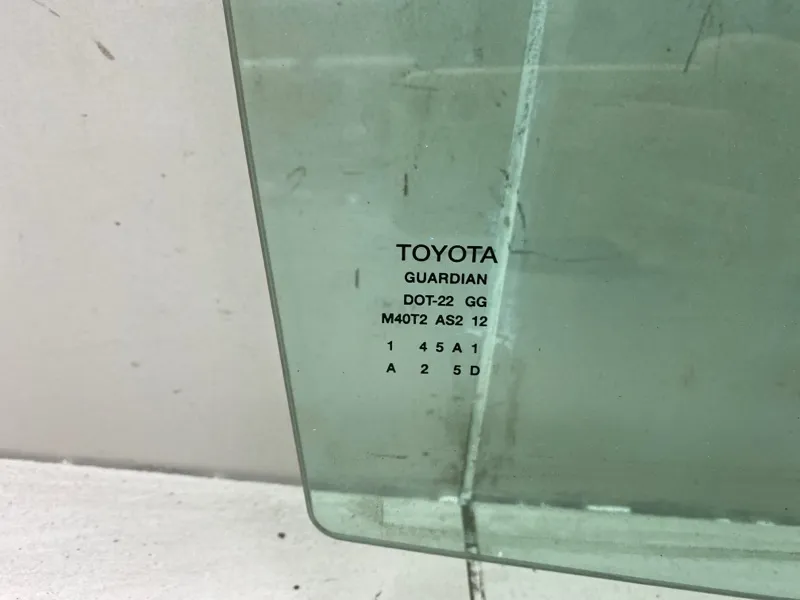 TOYOTA
GUARDIAN
DOT-22 GG
M40T2 AS2 12
1 4 5 A 1
A 2 5 D